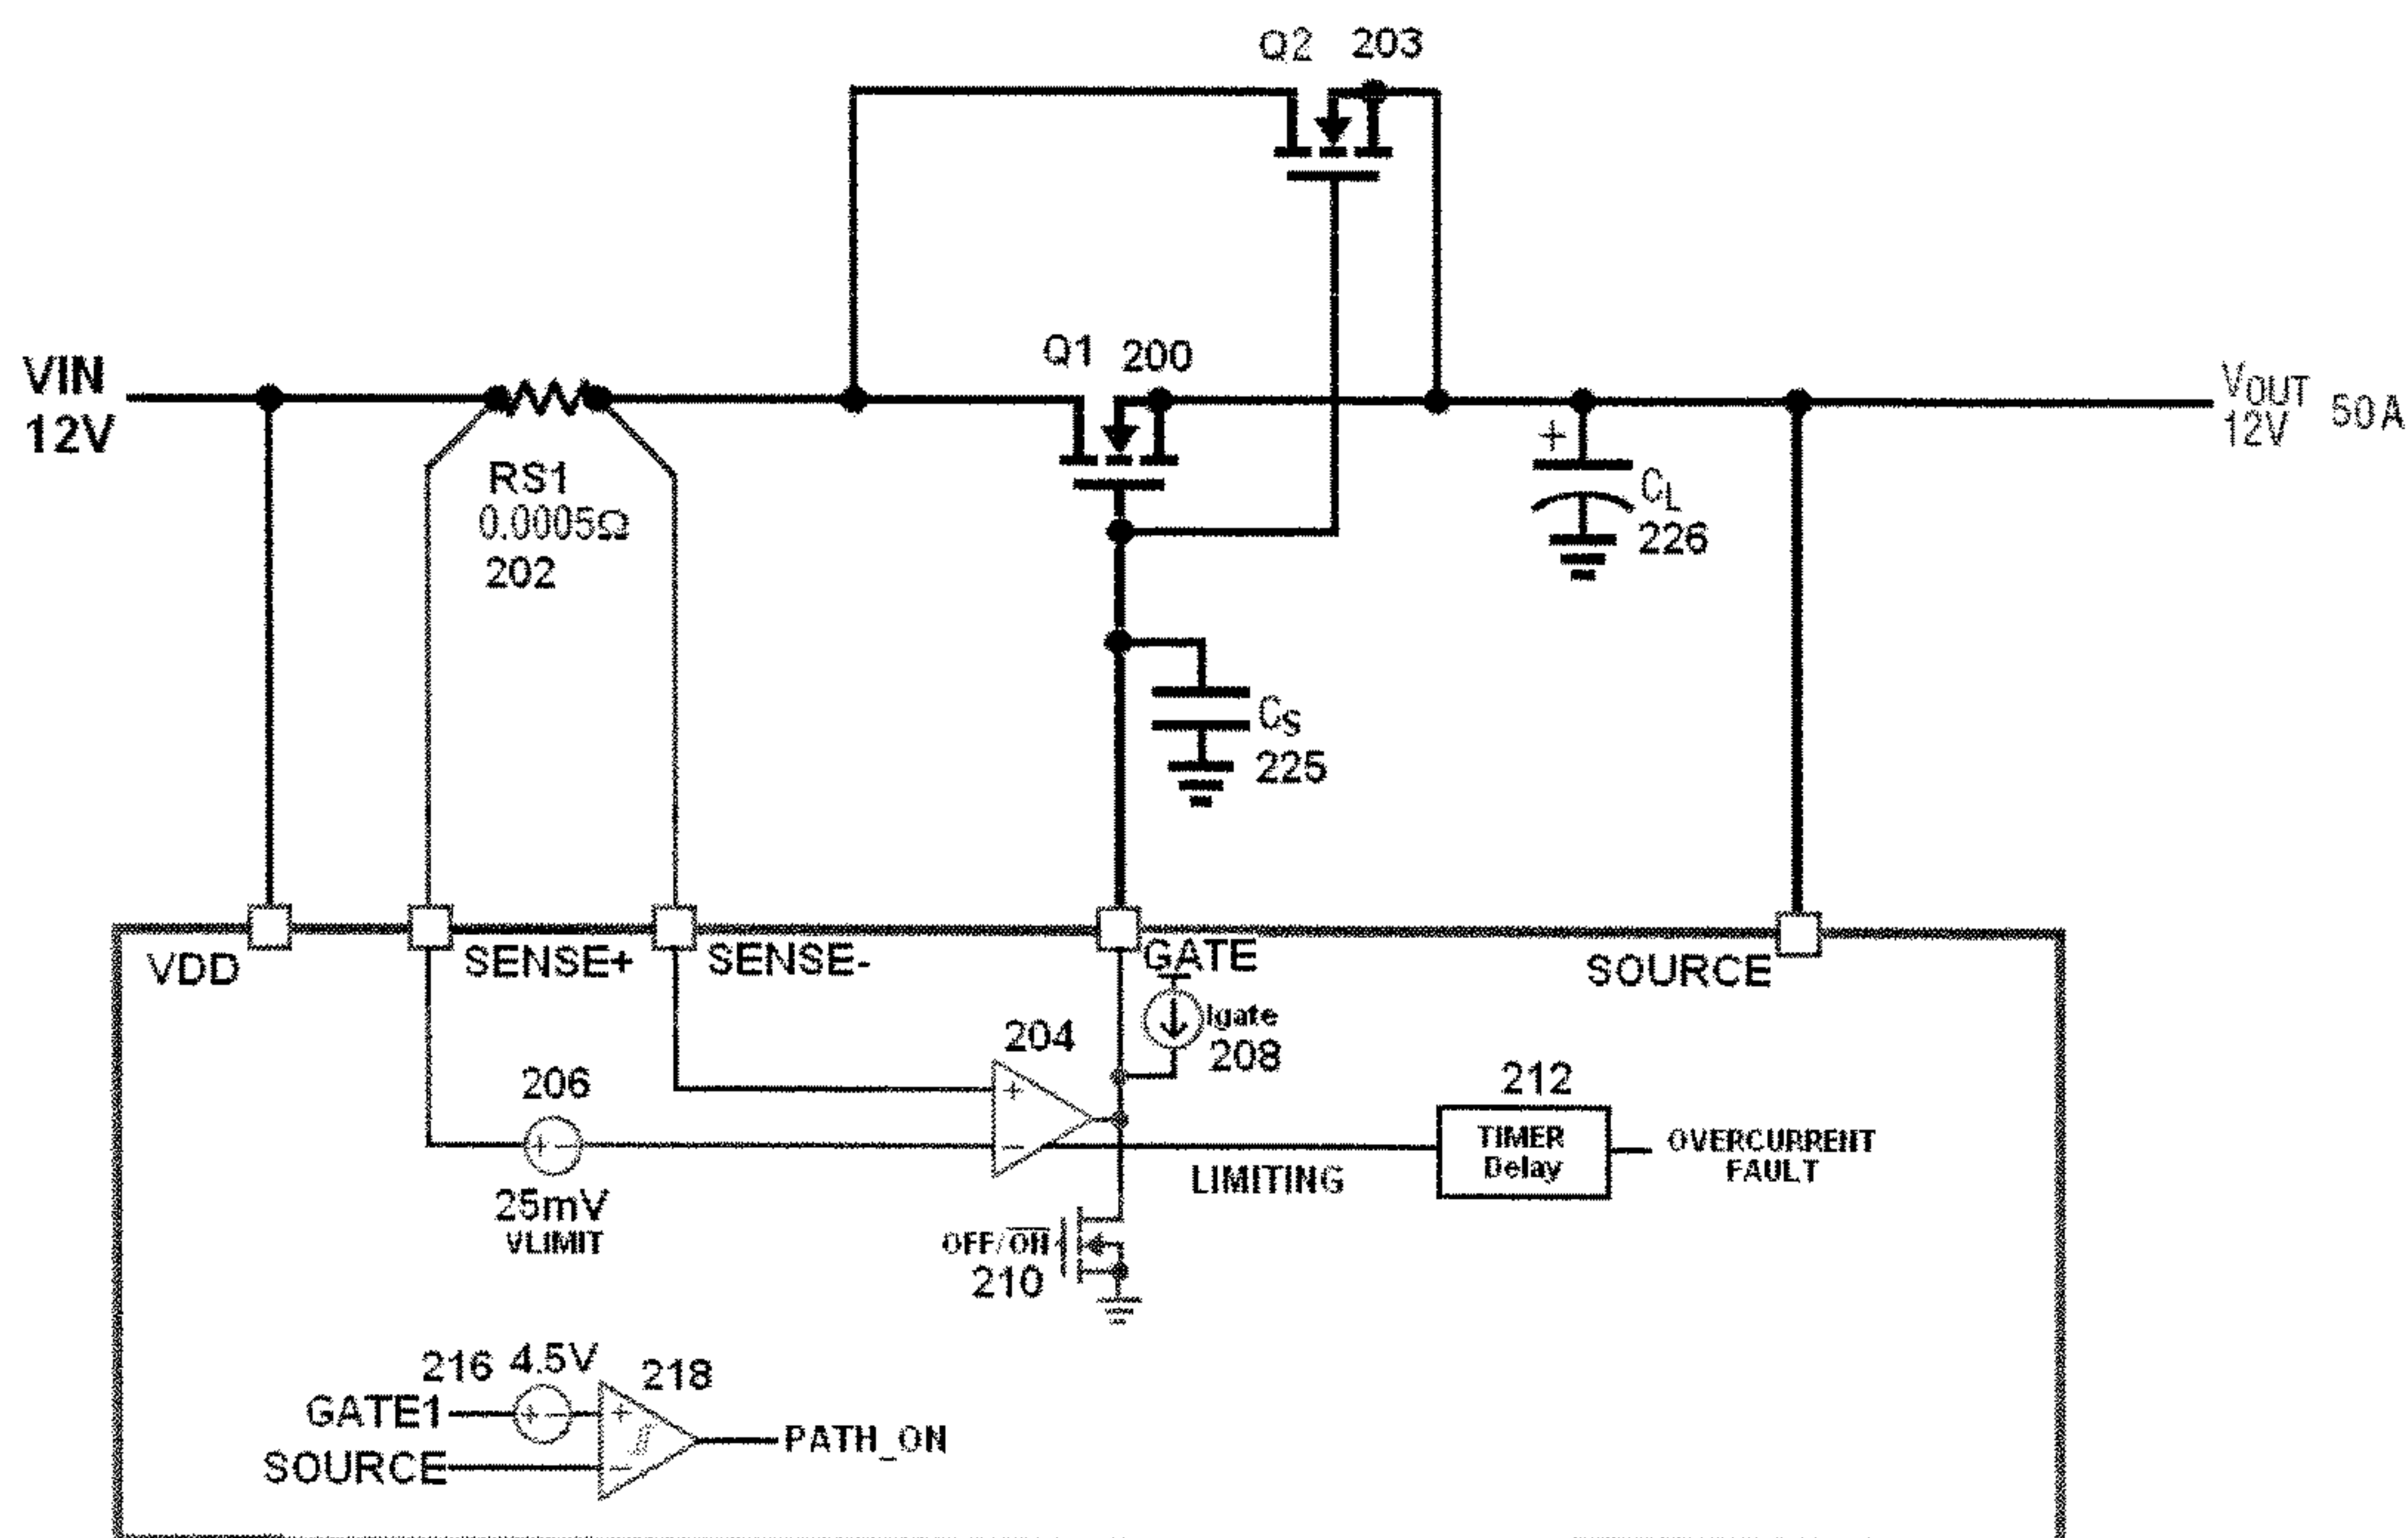 Q2 203
Q1 200
VIN
12V
VOUT
12V
50A
RS1
0.0005Ω
202
+
CL
226
CS
225
VDD
SENSE+
SENSE-
GATE
SOURCE
Igate
208
204
206
+ -
25mV
VLIMIT
+
-
212
TIMER
Delay
OVERCURRENT
FAULT
LIMITING
OFF/ON
210
216 4.5V 218
GATE1
+ -
+
SOURCE
-
PATH_ON